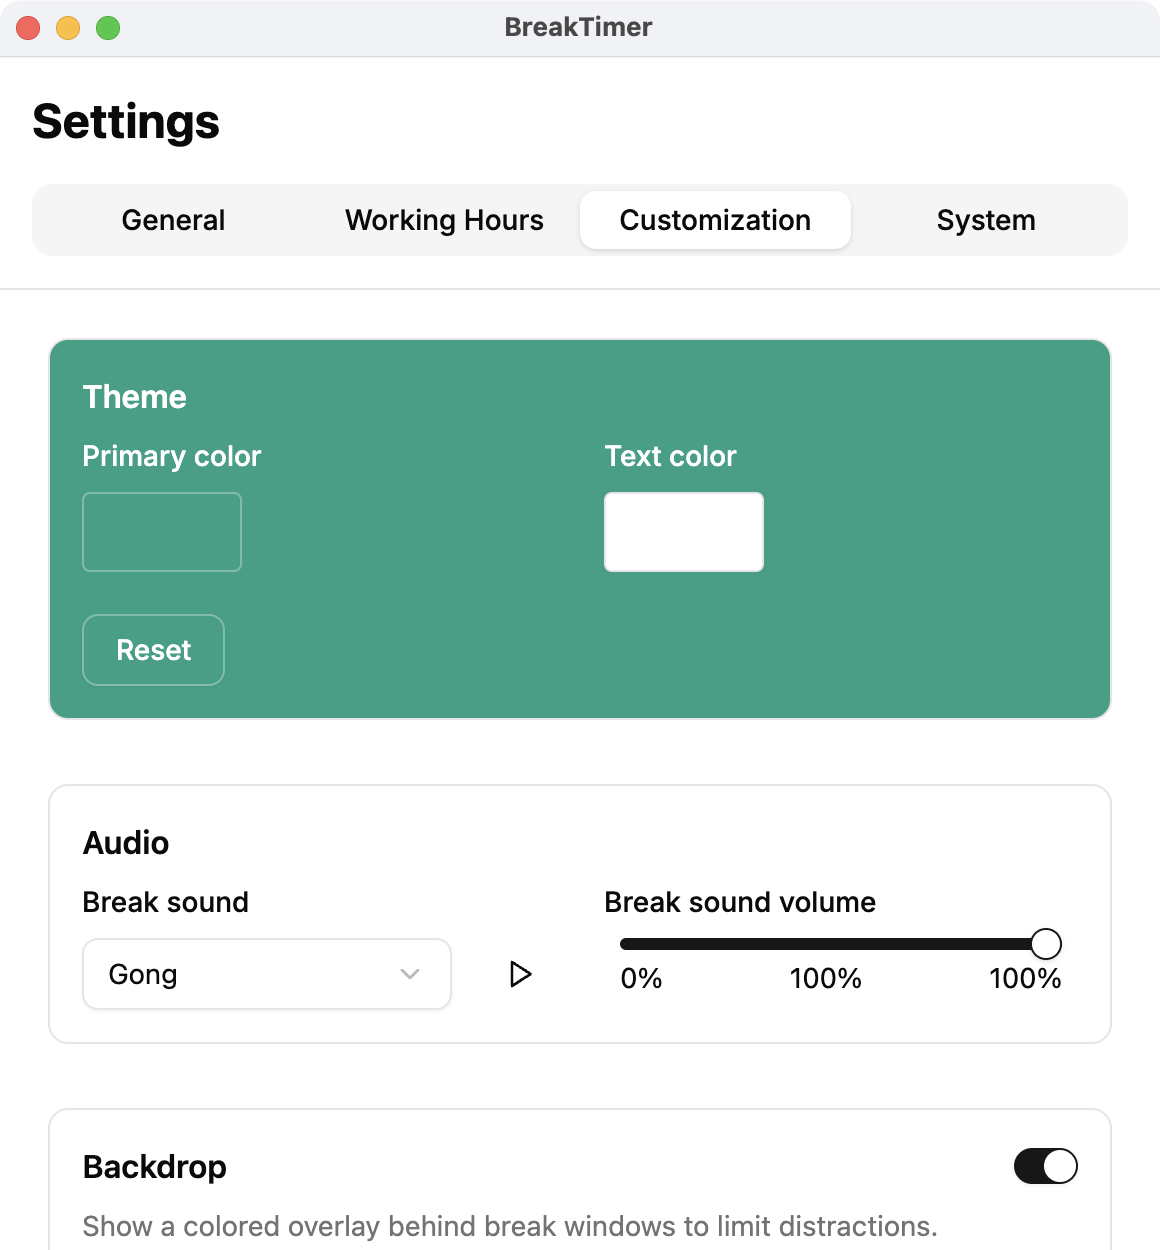 BreakTimer
Settings
General Working Hours Customization System
Theme
Primary color Text color
Reset
Audio
Break sound Break sound volume
Gong
0% 100% 100%
Backdrop
Show a colored overlay behind break windows to limit distractions.